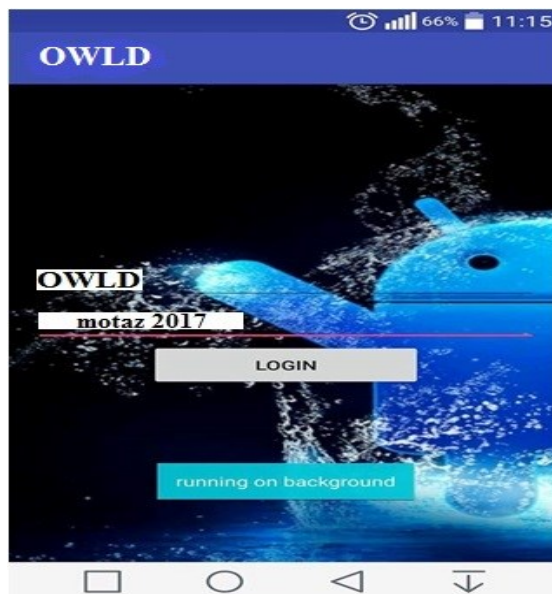 66% 11:15
OWLD
OWLD
motaz 2017
LOGIN
running on background